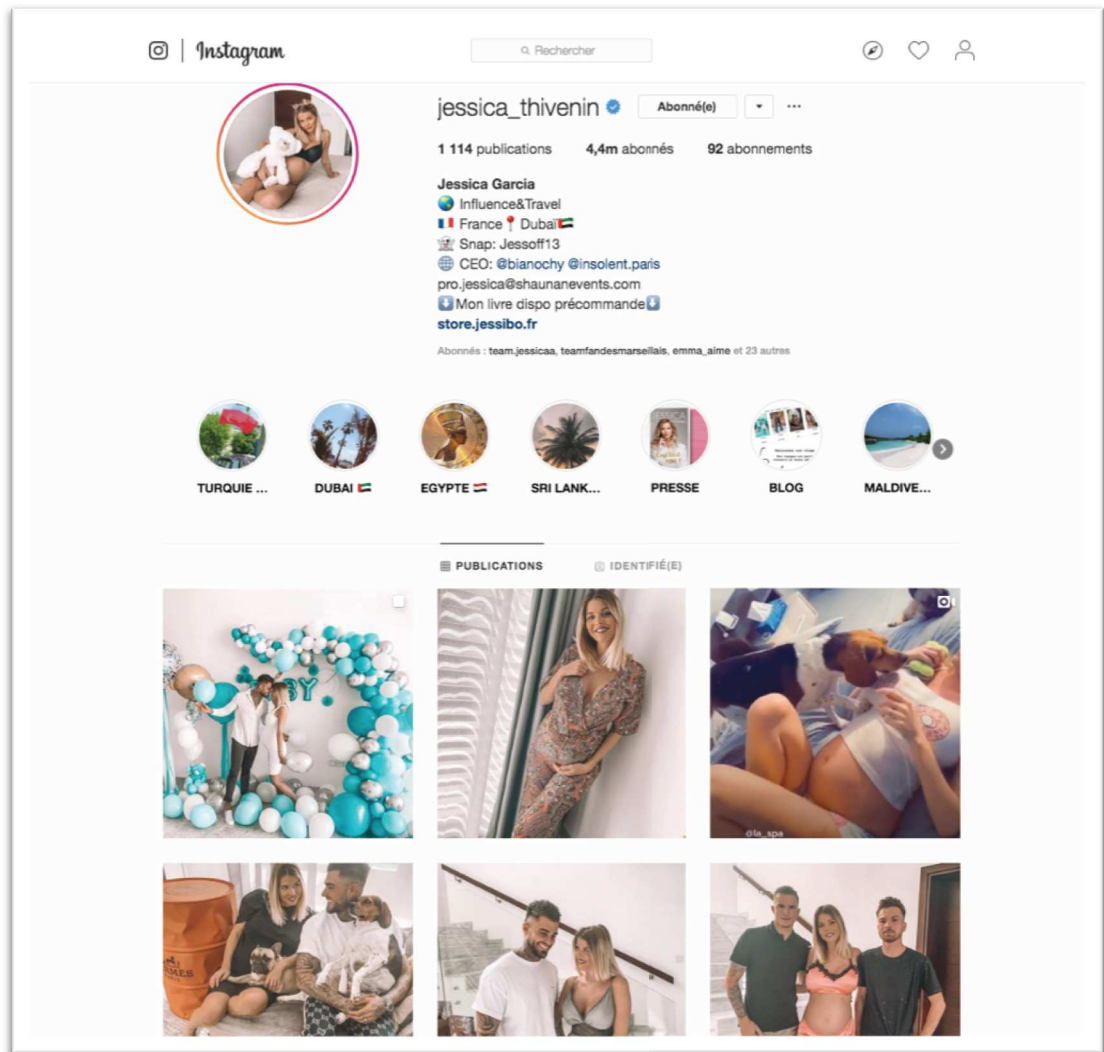 Instagram
Rechercher
jessica_thivenin Abonné(e) ...
1 114 publications 4,4m abonnés 92 abonnements
Jessica Garcia
🌍 Influence&Travel
🇫🇷 France📍Dubaï🇦🇪
👻 Snap: Jessoff13
🌐 CEO: @bianochy @insolent.paris
pro.jessica@shaunanevents.com
⬇️Mon livre dispo précommande⬇️
store.jessibo.fr
Abonnés : team.jessicaa, teamfandesmarseillais, emma_aime et 23 autres
TURQUIE ... DUBAI 🇦🇪 EGYPTE 🇪🇬 SRI LANK... PRESSE BLOG MALDIVE...
PUBLICATIONS IDENTIFIÉ(E)
BY
@la_spa